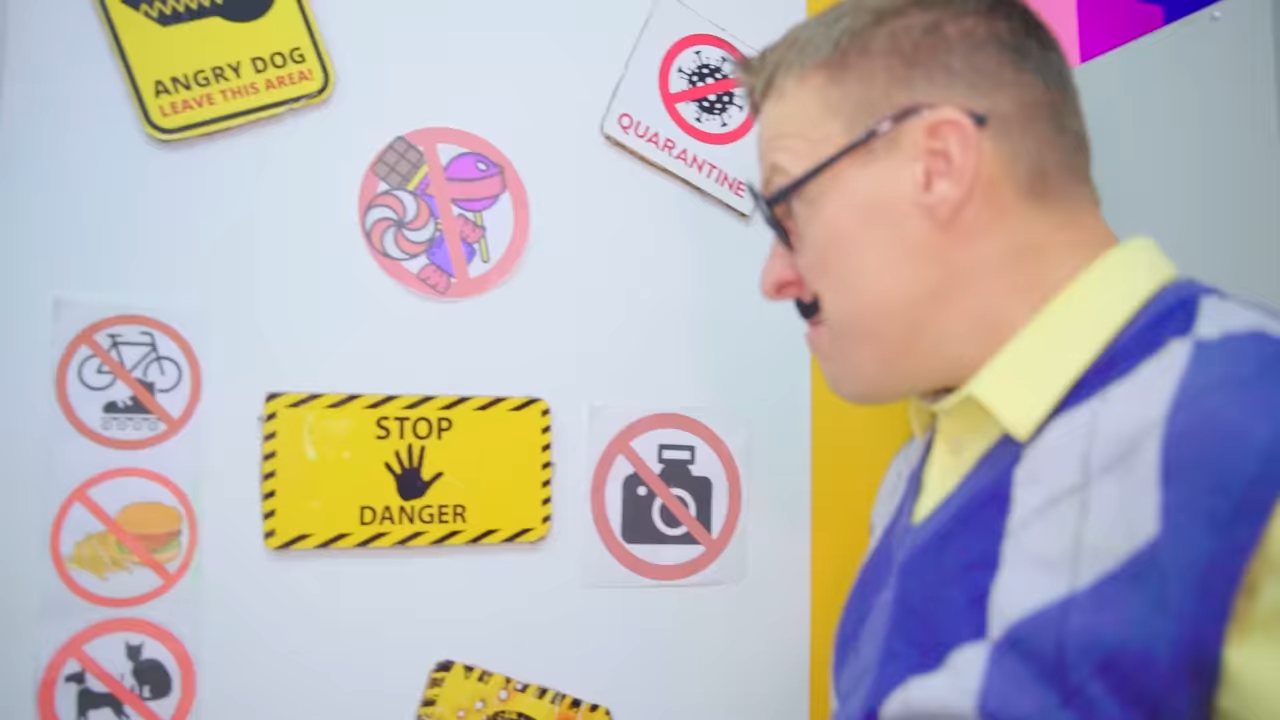 ANGRY DOG
LEAVE THIS AREA!
QUARANTINE
STOP
DANGER